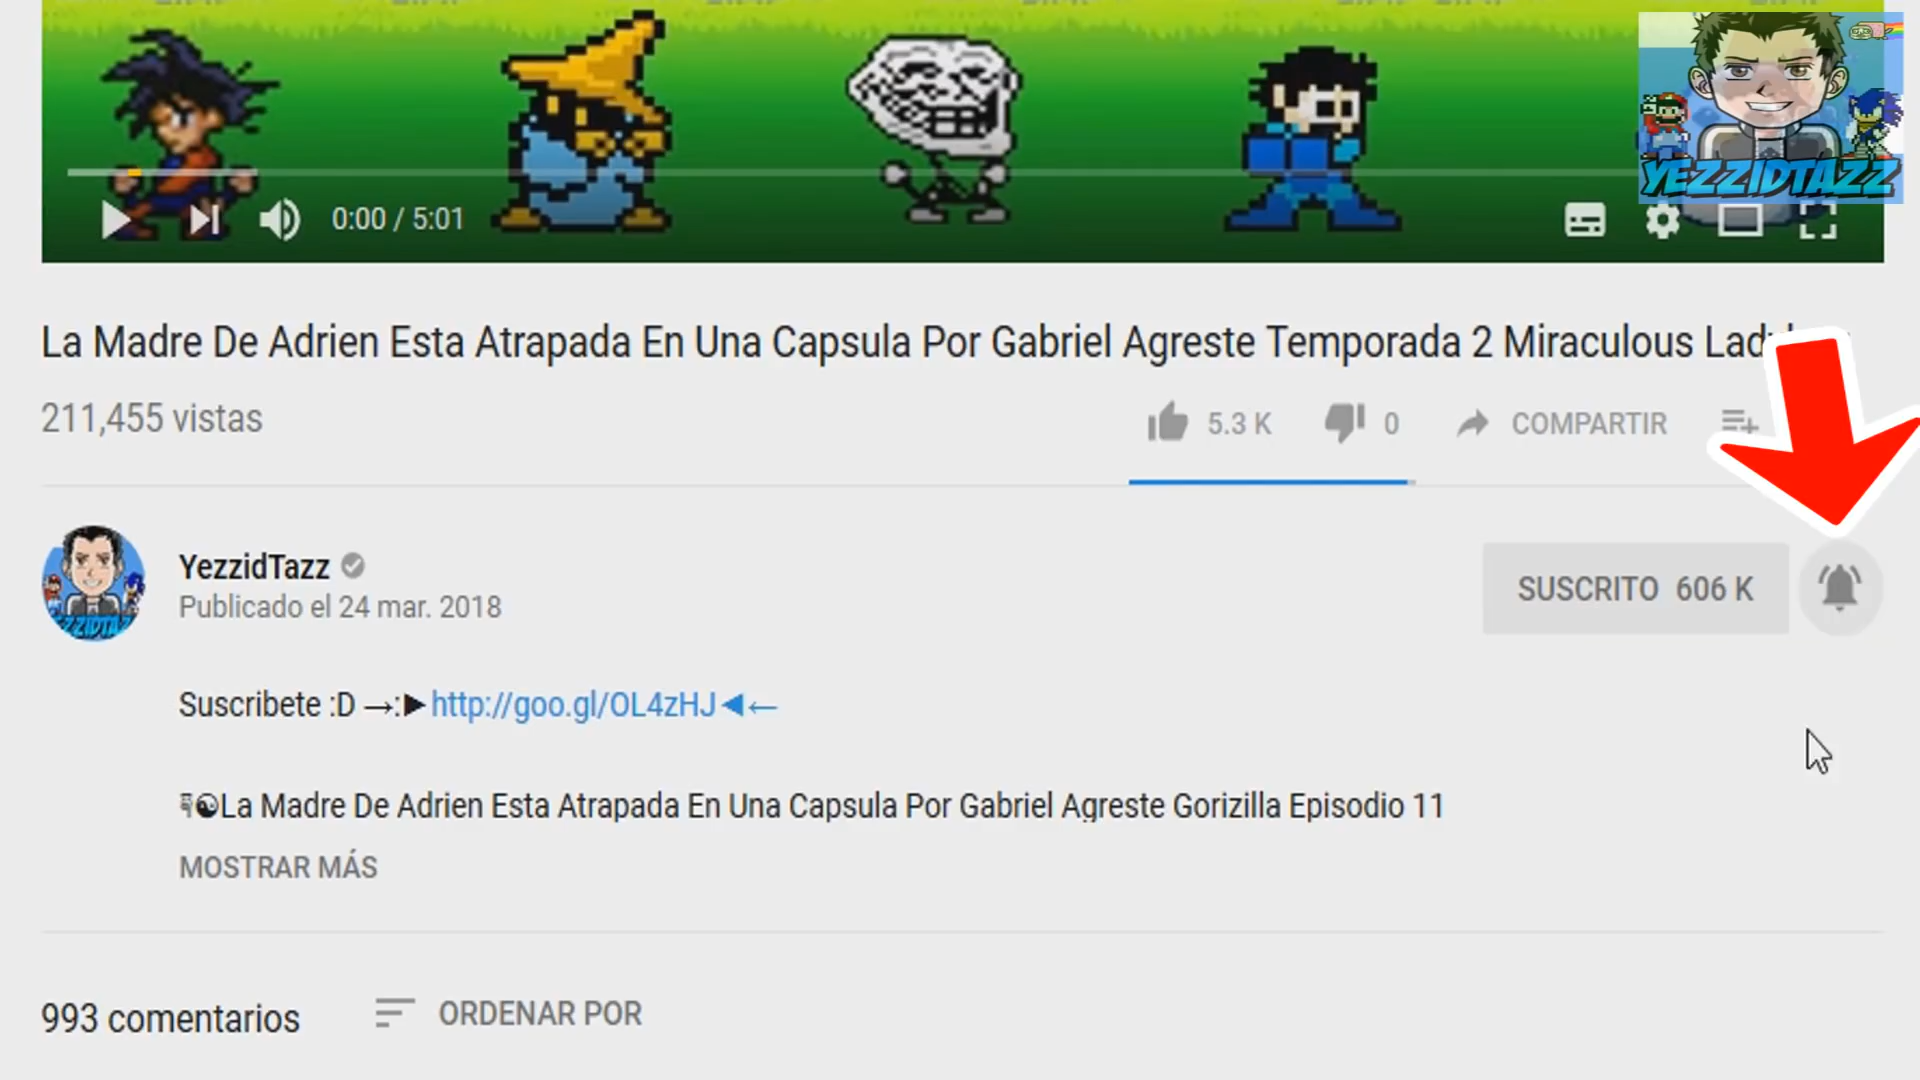 YEZZIDTAZZ
0:00 / 5:01
La Madre De Adrien Esta Atrapada En Una Capsula Por Gabriel Agreste Temporada 2 Miraculous
211,455 vistas
5.3 K 0 COMPARTIR
YezzidTazz
Publicado el 24 mar. 2018
SUSCRITO 606 K
Suscribete :D →:▶http://goo.gl/OL4zHJ◀←
☯La Madre De Adrien Esta Atrapada En Una Capsula Por Gabriel Agreste Gorizilla Episodio 11
MOSTRAR MÁS
993 comentarios
ORDENAR POR